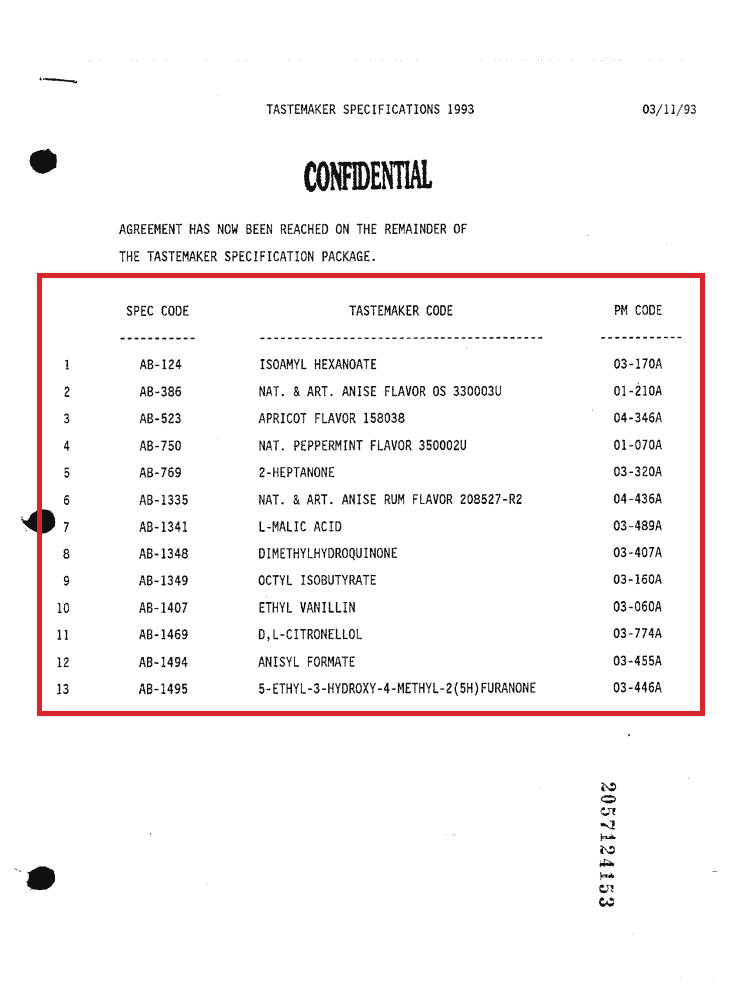 TASTEMAKER SPECIFICATIONS 1993 03/11/93
CONFIDENTIAL
AGREEMENT HAS NOW BEEN REACHED ON THE REMAINDER OF
THE TASTEMAKER SPECIFICATION PACKAGE.
SPEC CODE TASTEMAKER CODE PM CODE
1 AB-124 ISOAMYL HEXANOATE 03-170A
2 AB-386 NAT. & ART. ANISE FLAVOR OS 330003U 01-210A
3 AB-523 APRICOT FLAVOR 158038 04-346A
4 AB-750 NAT. PEPPERMINT FLAVOR 350002U 01-070A
5 AB-769 2-HEPTANONE 03-320A
6 AB-1335 NAT. & ART. ANISE RUM FLAVOR 208527-R2 04-436A
7 AB-1341 L-MALIC ACID 03-489A
8 AB-1348 DIMETHYLHYDROQUINONE 03-407A
9 AB-1349 OCTYL ISOBUTYRATE 03-160A
10 AB-1407 ETHYL VANILLIN 03-060A
11 AB-1469 D,L-CITRONELLOL 03-774A
12 AB-1494 ANISYL FORMATE 03-455A
13 AB-1495 5-ETHYL-3-HYDROXY-4-METHYL-2(5H)FURANONE 03-446A
2057124153